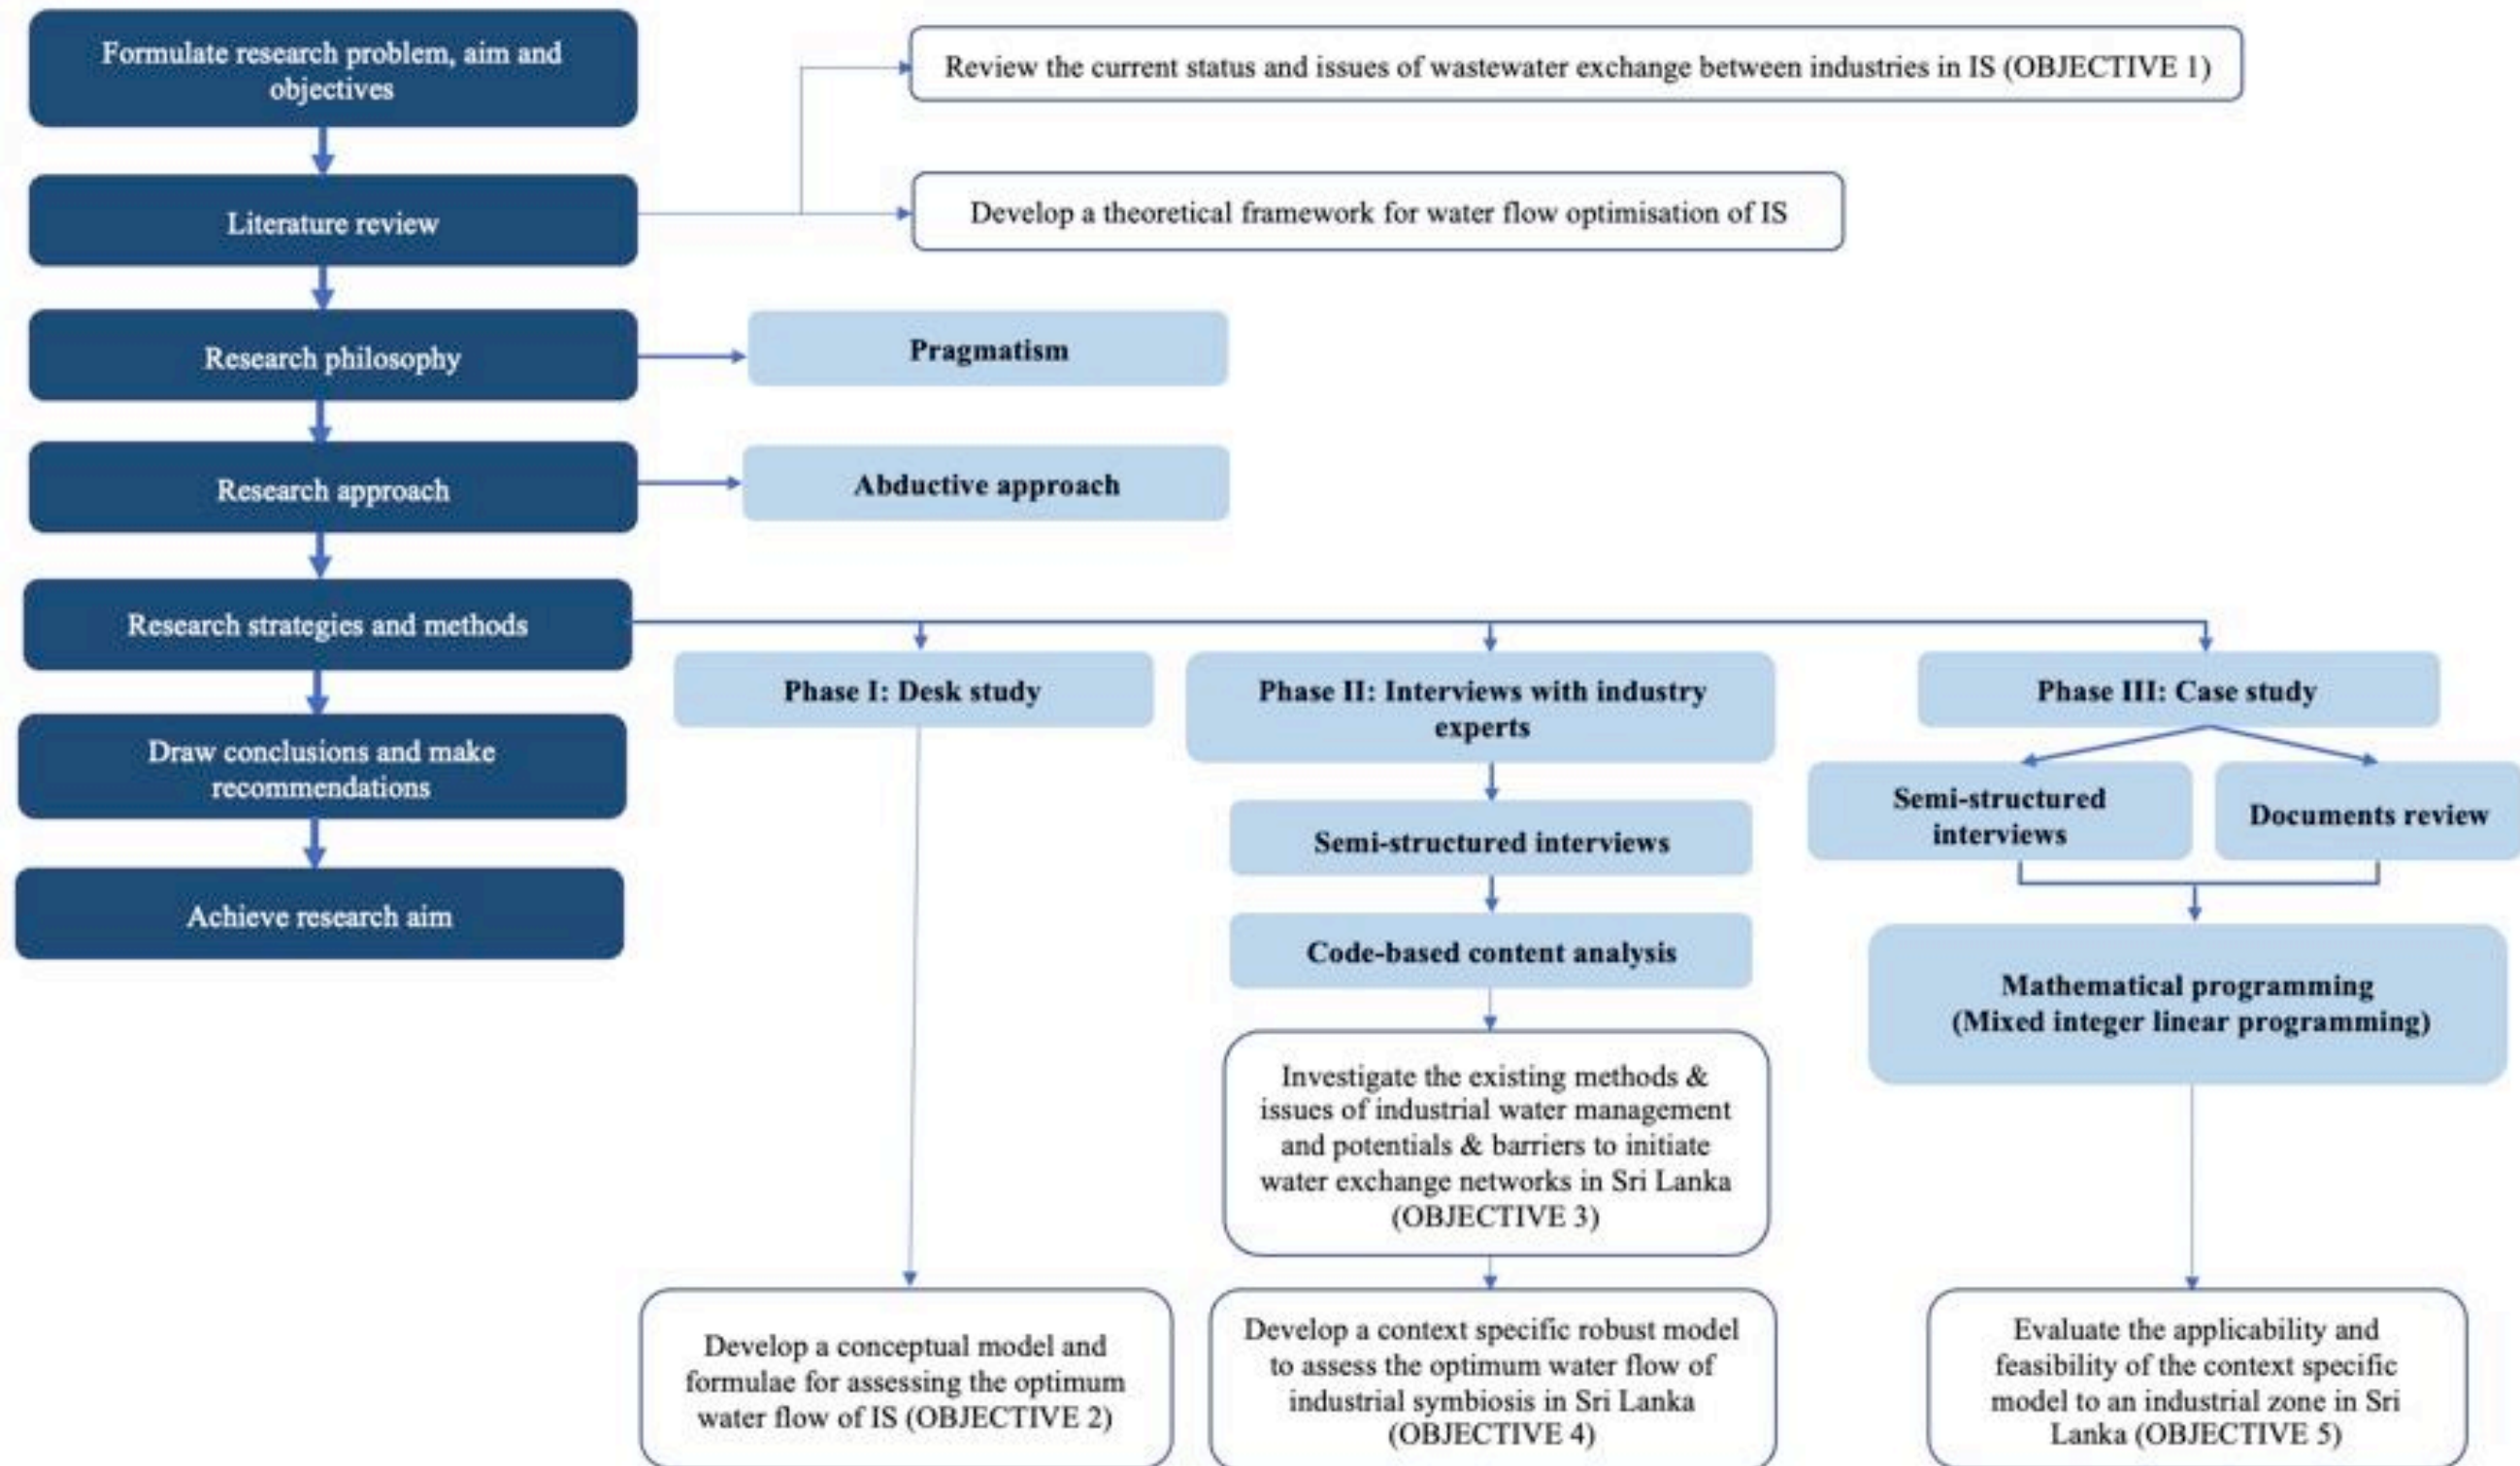 Formulate research problem, aim and
objectives
Review the current status and issues of wastewater exchange between industries in IS (OBJECTIVE 1)
Literature review
Develop a theoretical framework for water flow optimisation of IS
Research philosophy
Pragmatism
Research approach
Abductive approach
Research strategies and methods
Phase I: Desk study
Phase II: Interviews with industry
experts
Phase III: Case study
Draw conclusions and make
recommendations
Semi-structured interviews
Semi-structured
interviews
Documents review
Achieve research aim
Code-based content analysis
Mathematical programming
(Mixed integer linear programming)
Investigate the existing methods &
issues of industrial water management
and potentials & barriers to initiate
water exchange networks in Sri Lanka
(OBJECTIVE 3)
Develop a conceptual model and
formulae for assessing the optimum
water flow of IS (OBJECTIVE 2)
Develop a context specific robust model
to assess the optimum water flow of
industrial symbiosis in Sri Lanka
(OBJECTIVE 4)
Evaluate the applicability and
feasibility of the context specific
model to an industrial zone in Sri
Lanka (OBJECTIVE 5)